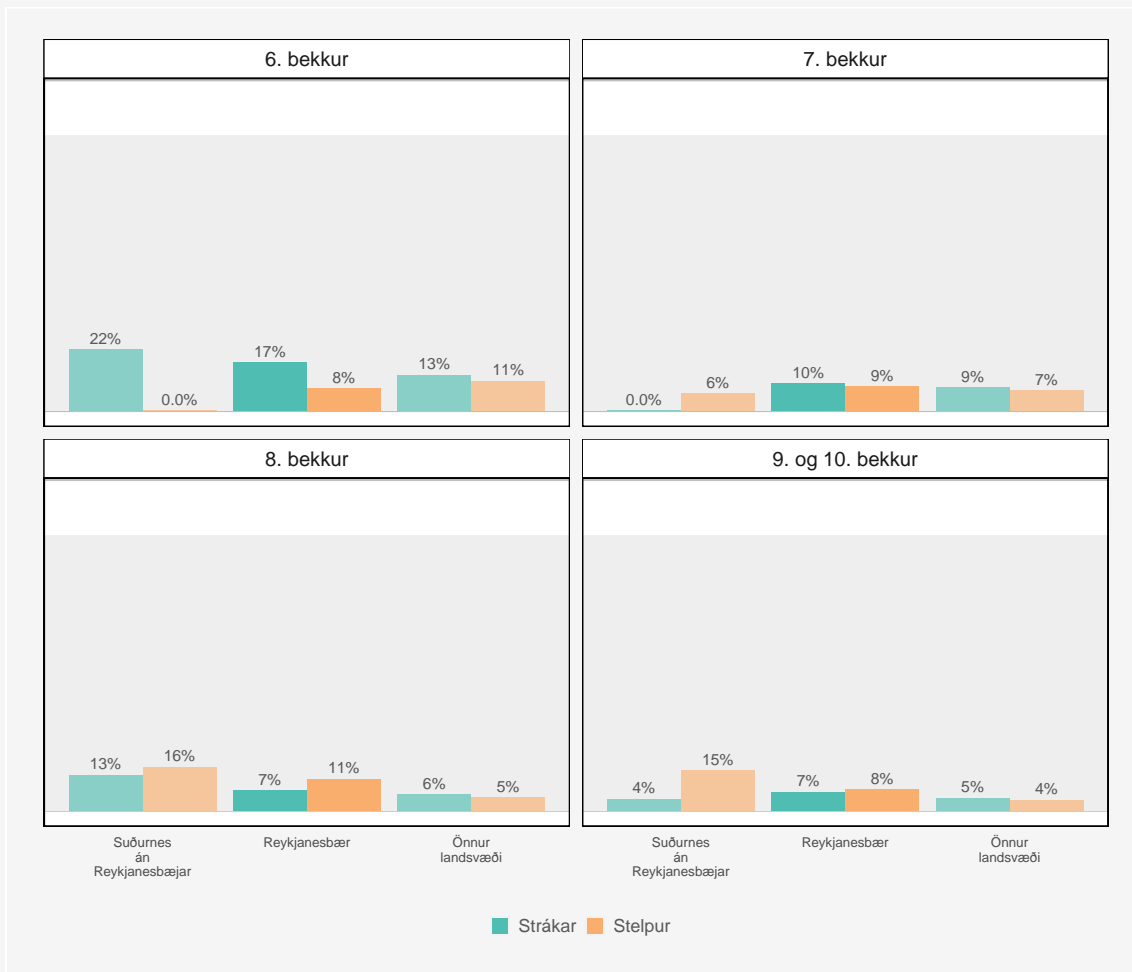 6. bekkur
7. bekkur
22%
0.0%
17%
8%
13%
11%
0.0%
6%
10%
9%
9%
7%
8. bekkur
9. og 10. bekkur
13%
16%
7%
11%
6%
5%
4%
15%
7%
8%
5%
4%
Suðurnes
án
Reykjanesbæjar
Reykjanesbær
Önnur
landsvæði
Suðurnes
án
Reykjanesbæjar
Reykjanesbær
Önnur
landsvæði
Strákar
Stelpur